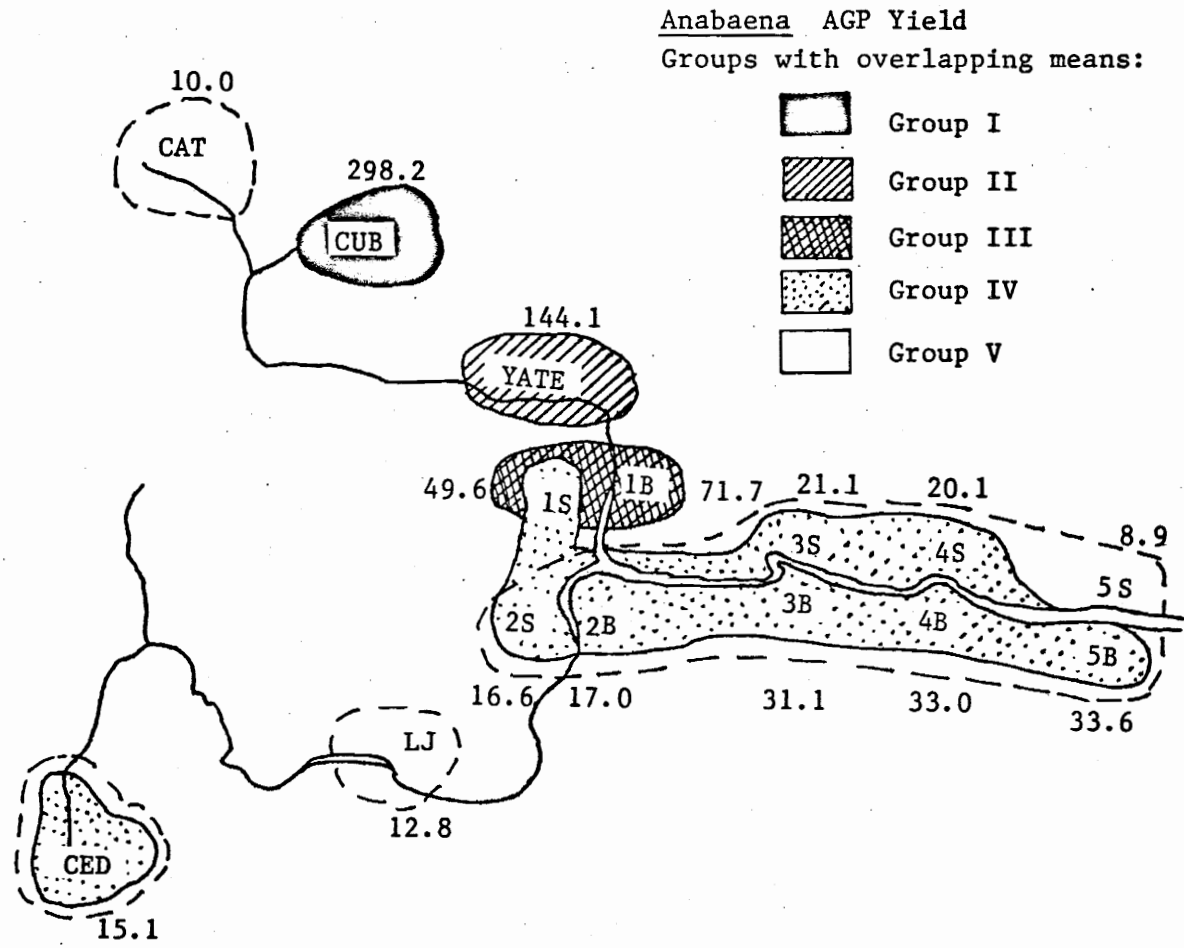 Anabaena AGP Yield
Groups with overlapping means:
Group I
Group II
Group III
Group IV
Group V
10.0
CAT
298.2
CUB
144.1
YATE
49.6
1S
1B
71.7
21.1
20.1
8.9
3S
4S
5S
2S
2B
3B
4B
5B
16.6
17.0
31.1
33.0
33.6
LJ
12.8
CED
15.1